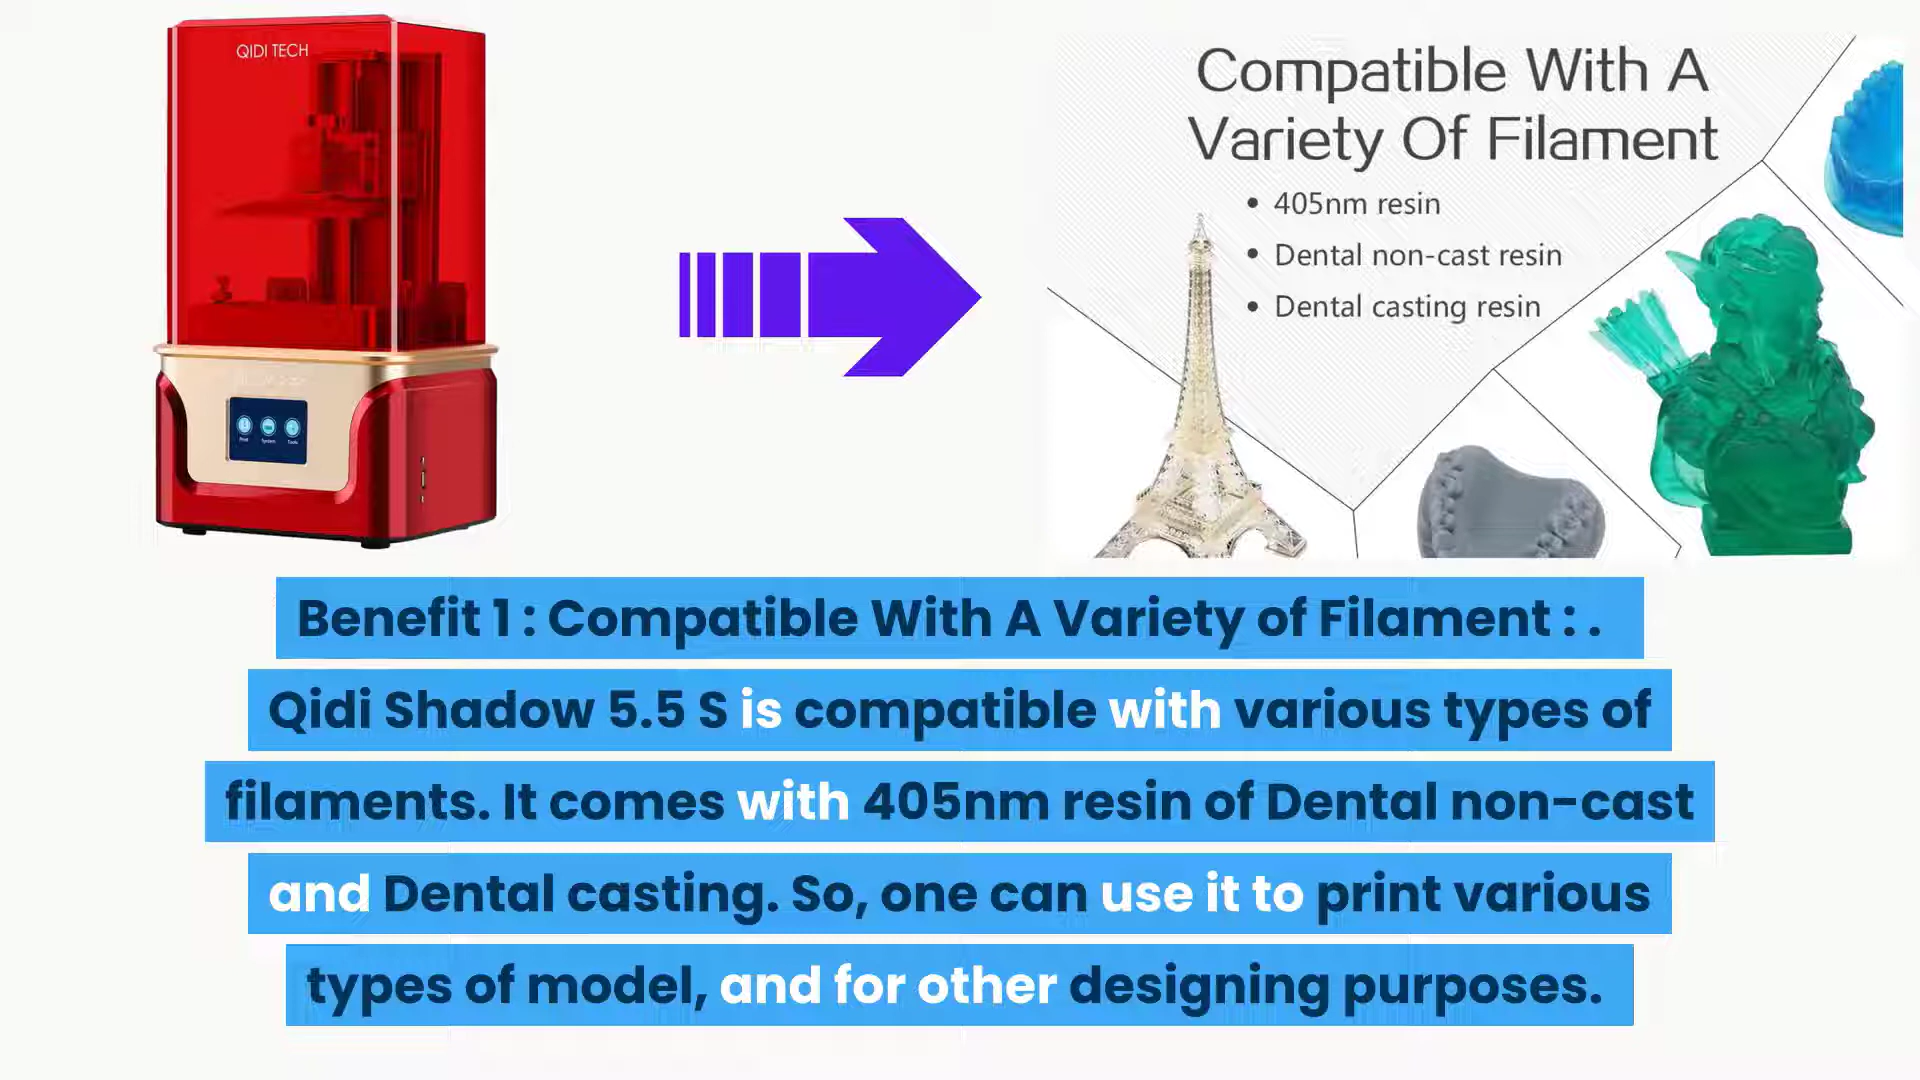 QIDI TECH
Compatible With A
Variety Of Filament
• 405nm resin
• Dental non-cast resin
• Dental casting resin
Print System Tools
Benefit 1 : Compatible With A Variety of Filament : .
Qidi Shadow 5.5 S is compatible with various types of
filaments. It comes with 405nm resin of Dental non-cast
and Dental casting. So, one can use it to print various
types of model, and for other designing purposes.